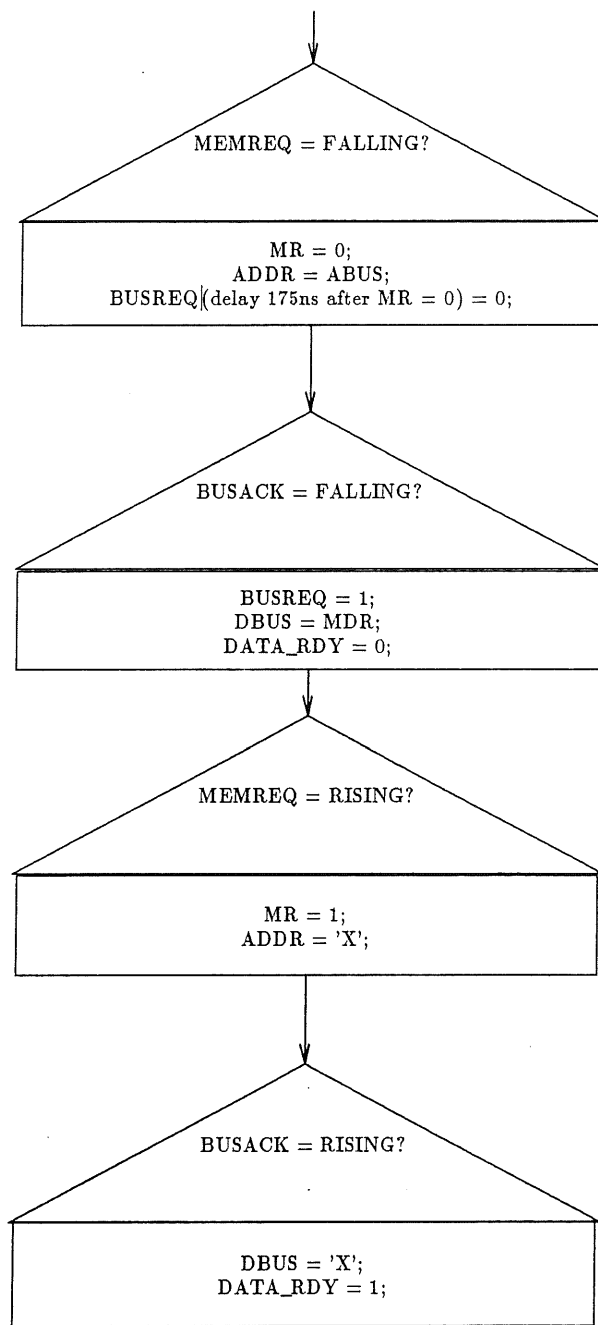 MEMREQ = FALLING?
MR = 0;
ADDR = ABUS;
BUSREQ (delay 175ns after MR = 0) = 0;
BUSACK = FALLING?
BUSREQ = 1;
DBUS = MDR;
DATA_RDY = 0;
MEMREQ = RISING?
MR = 1;
ADDR = 'X';
BUSACK = RISING?
DBUS = 'X';
DATA_RDY = 1;